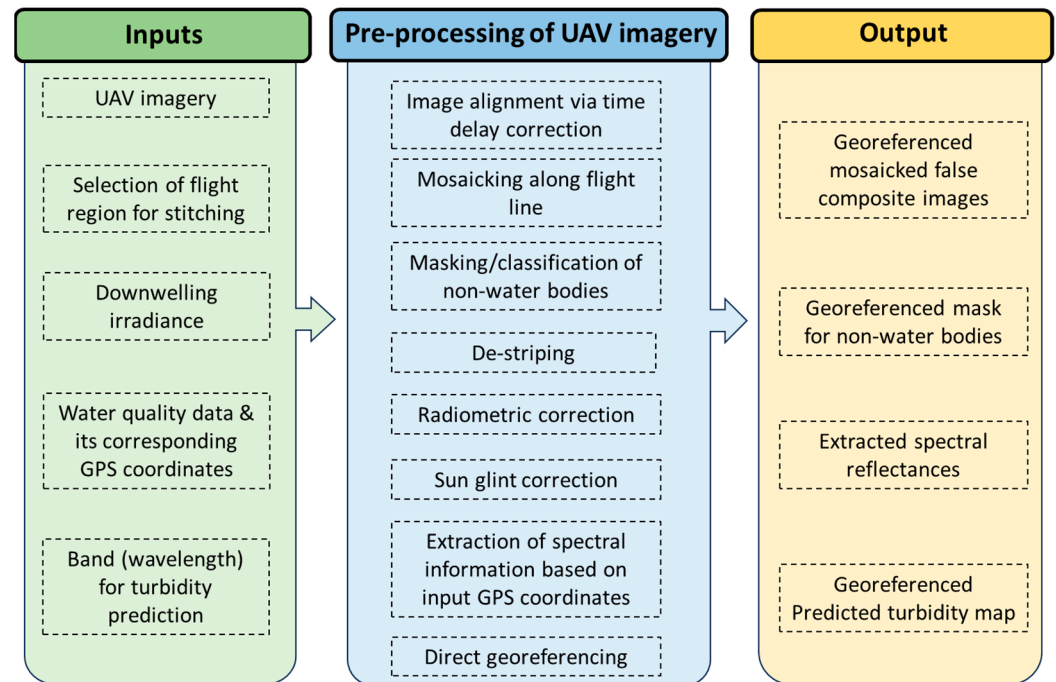 Inputs
UAV imagery
Selection of flight
region for stitching
Downwelling
irradiance
Water quality data &
its corresponding
GPS coordinates
Band (wavelength)
for turbidity
prediction
Pre-processing of UAV imagery
Image alignment via time
delay correction
Mosaicking along flight
line
Masking/classification of
non-water bodies
De-striping
Radiometric correction
Sun glint correction
Extraction of spectral
information based on
input GPS coordinates
Direct georeferencing
Output
Georeferenced
mosaicked false
composite images
Georeferenced mask
for non-water bodies
Extracted spectral
reflectances
Georeferenced
Predicted turbidity map